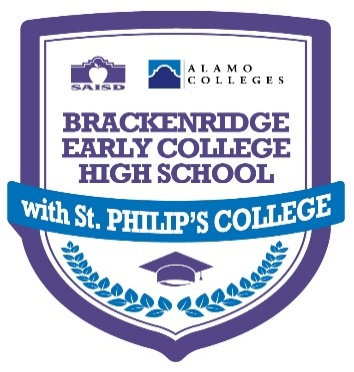 SAISD
ALAMO
COLLEGES
BRACKENRIDGE
EARLY COLLEGE
HIGH SCHOOL
with St. PHILIP'S COLLEGE